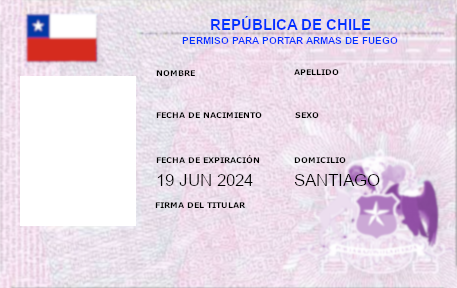 REPÚBLICA DE CHILE
PERMISO PARA PORTAR ARMAS DE FUEGO
NOMBRE
APELLIDO
FECHA DE NACIMIENTO
SEXO
FECHA DE EXPIRACIÓN
DOMICILIO
19 JUN 2024
SANTIAGO
FIRMA DEL TITULAR